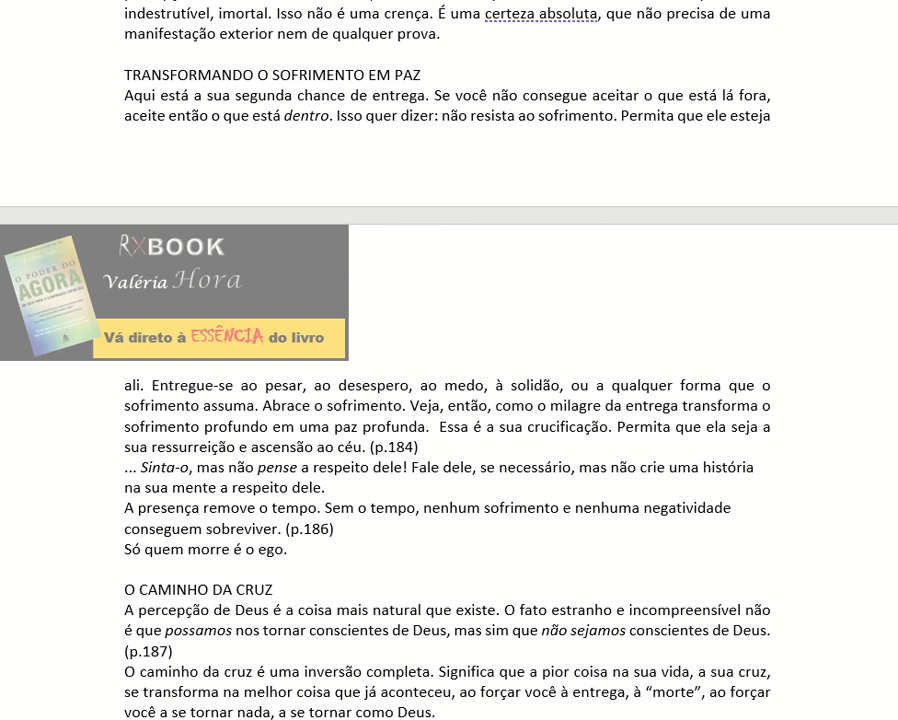 indestrutível, imortal. Isso não é uma crença. É uma certeza absoluta, que não precisa de uma
manifestação exterior nem de qualquer prova.
TRANSFORMANDO O SOFRIMENTO EM PAZ
Aqui está a sua segunda chance de entrega. Se você não consegue aceitar o que está lá fora,
aceite então o que está dentro. Isso quer dizer: não resista ao sofrimento. Permita que ele esteja
RXBOOK
Valéria Hora
O PODER DO
AGORA
Vá direto à ESSÊNCIA do livro
ali. Entregue-se ao pesar, ao desespero, ao medo, à solidão, ou a qualquer forma que o
sofrimento assuma. Abrace o sofrimento. Veja, então, como o milagre da entrega transforma o
sofrimento profundo em uma paz profunda.  Essa é a sua crucificação. Permita que ela seja a
sua ressurreição e ascensão ao céu. (p.184)
... Sinta-o, mas não pense a respeito dele! Fale dele, se necessário, mas não crie uma história
na sua mente a respeito dele.
A presença remove o tempo. Sem o tempo, nenhum sofrimento e nenhuma negatividade
conseguem sobreviver. (p.186)
Só quem morre é o ego.
O CAMINHO DA CRUZ
A percepção de Deus é a coisa mais natural que existe. O fato estranho e incompreensível não
é que possamos nos tornar conscientes de Deus, mas sim que não sejamos conscientes de Deus.
(p.187)
O caminho da cruz é uma inversão completa. Significa que a pior coisa na sua vida, a sua cruz,
se transforma na melhor coisa que já aconteceu, ao forçar você à entrega, à “morte”, ao forçar
você a se tornar nada, a se tornar como Deus.